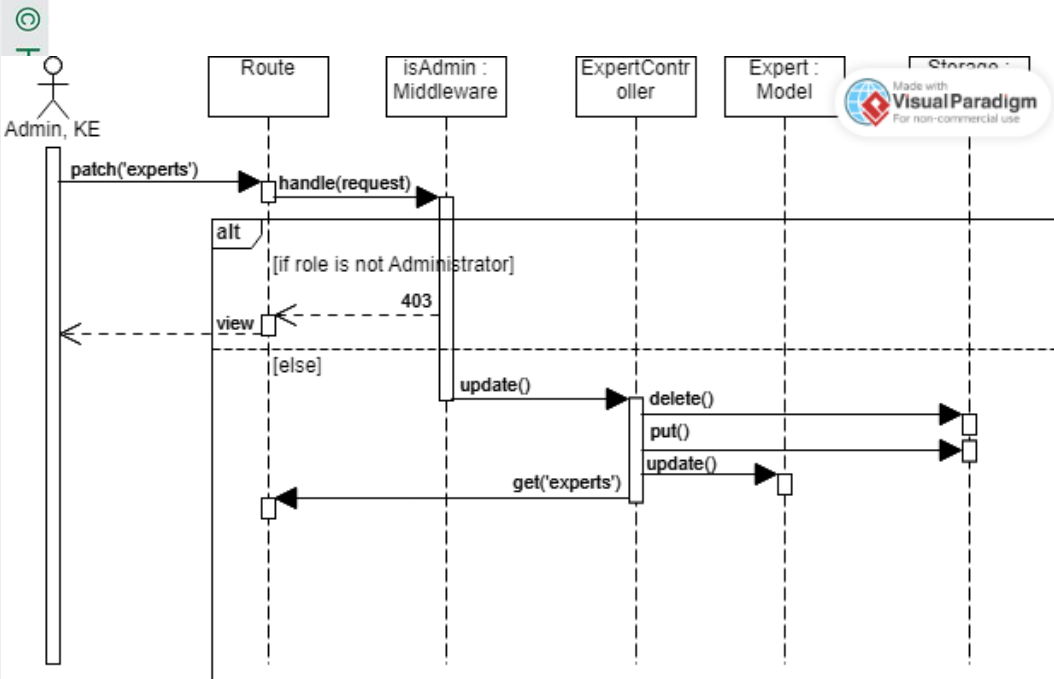 ©
Route
isAdmin :
Middleware
ExpertContr
oller
Expert :
Model
Storage :
Made with
Visual Paradigm
For non-commercial use
Admin, KE
patch('experts')
handle(request)
alt
[if role is not Administrator]
403
view
[else]
update()
delete()
put()
update()
get('experts')